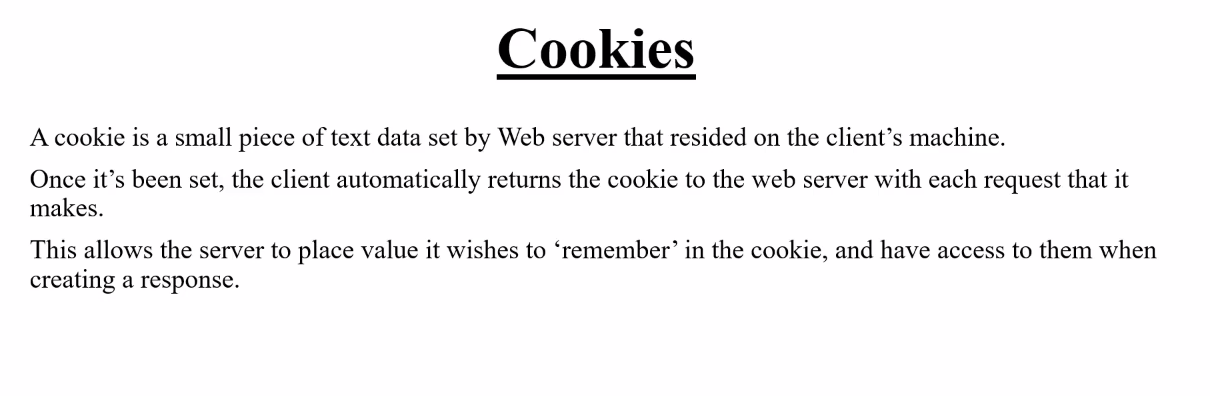 Cookies
A cookie is a small piece of text data set by Web server that resided on the client’s machine.
Once it’s been set, the client automatically returns the cookie to the web server with each request that it
makes.
This allows the server to place value it wishes to ‘remember’ in the cookie, and have access to them when
creating a response.